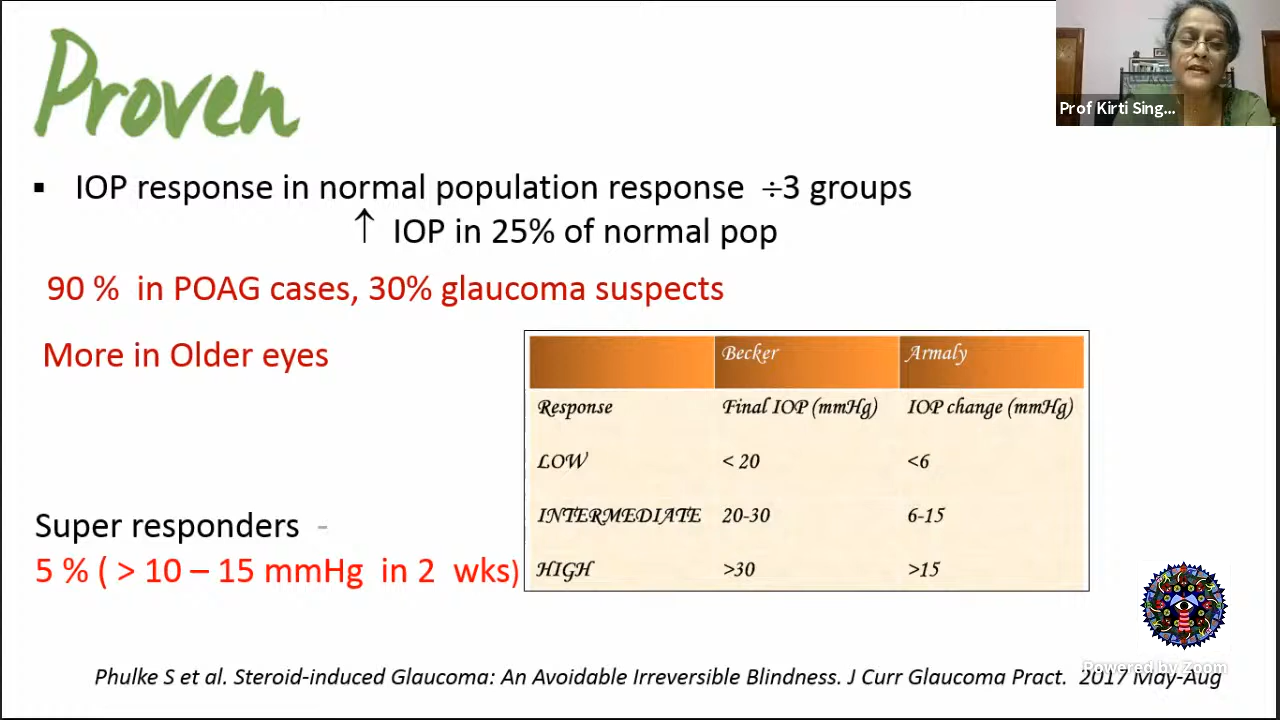 Proven
Prof Kirti Sing...
▪ IOP response in normal population response ÷3 groups
↑ IOP in 25% of normal pop
90 % in POAG cases, 30% glaucoma suspects
More in Older eyes
Becker Armaly
Response Final IOP (mmHg) IOP change (mmHg)
LOW < 20 <6
INTERMEDIATE 20-30 6-15
HIGH >30 >15
Super responders -
5 % ( > 10 – 15 mmHg in 2 wks)
Phulke S et al. Steroid-induced Glaucoma: An Avoidable Irreversible Blindness. J Curr Glaucoma Pract. 2017 May-Aug
Powered by Zoom